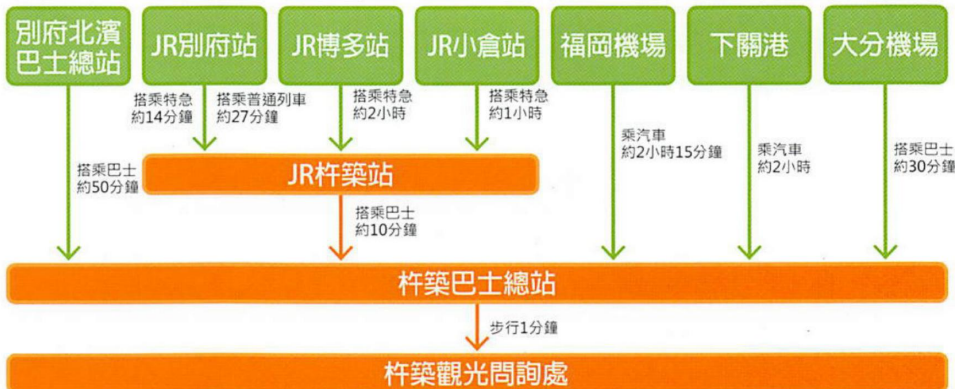 別府北濱
巴士總站
JR別府站
JR博多站
JR小倉站
福岡機場
下關港
大分機場
搭乘特急
約14分鐘
搭乘普通列車
約27分鐘
搭乘特急
約2小時
搭乘特急
約1小時
乘汽車
約2小時15分鐘
乘汽車
約2小時
搭乘巴士
約30分鐘
搭乘巴士
約50分鐘
JR杵築站
搭乘巴士
約10分鐘
杵築巴士總站
步行1分鐘
杵築觀光問詢處